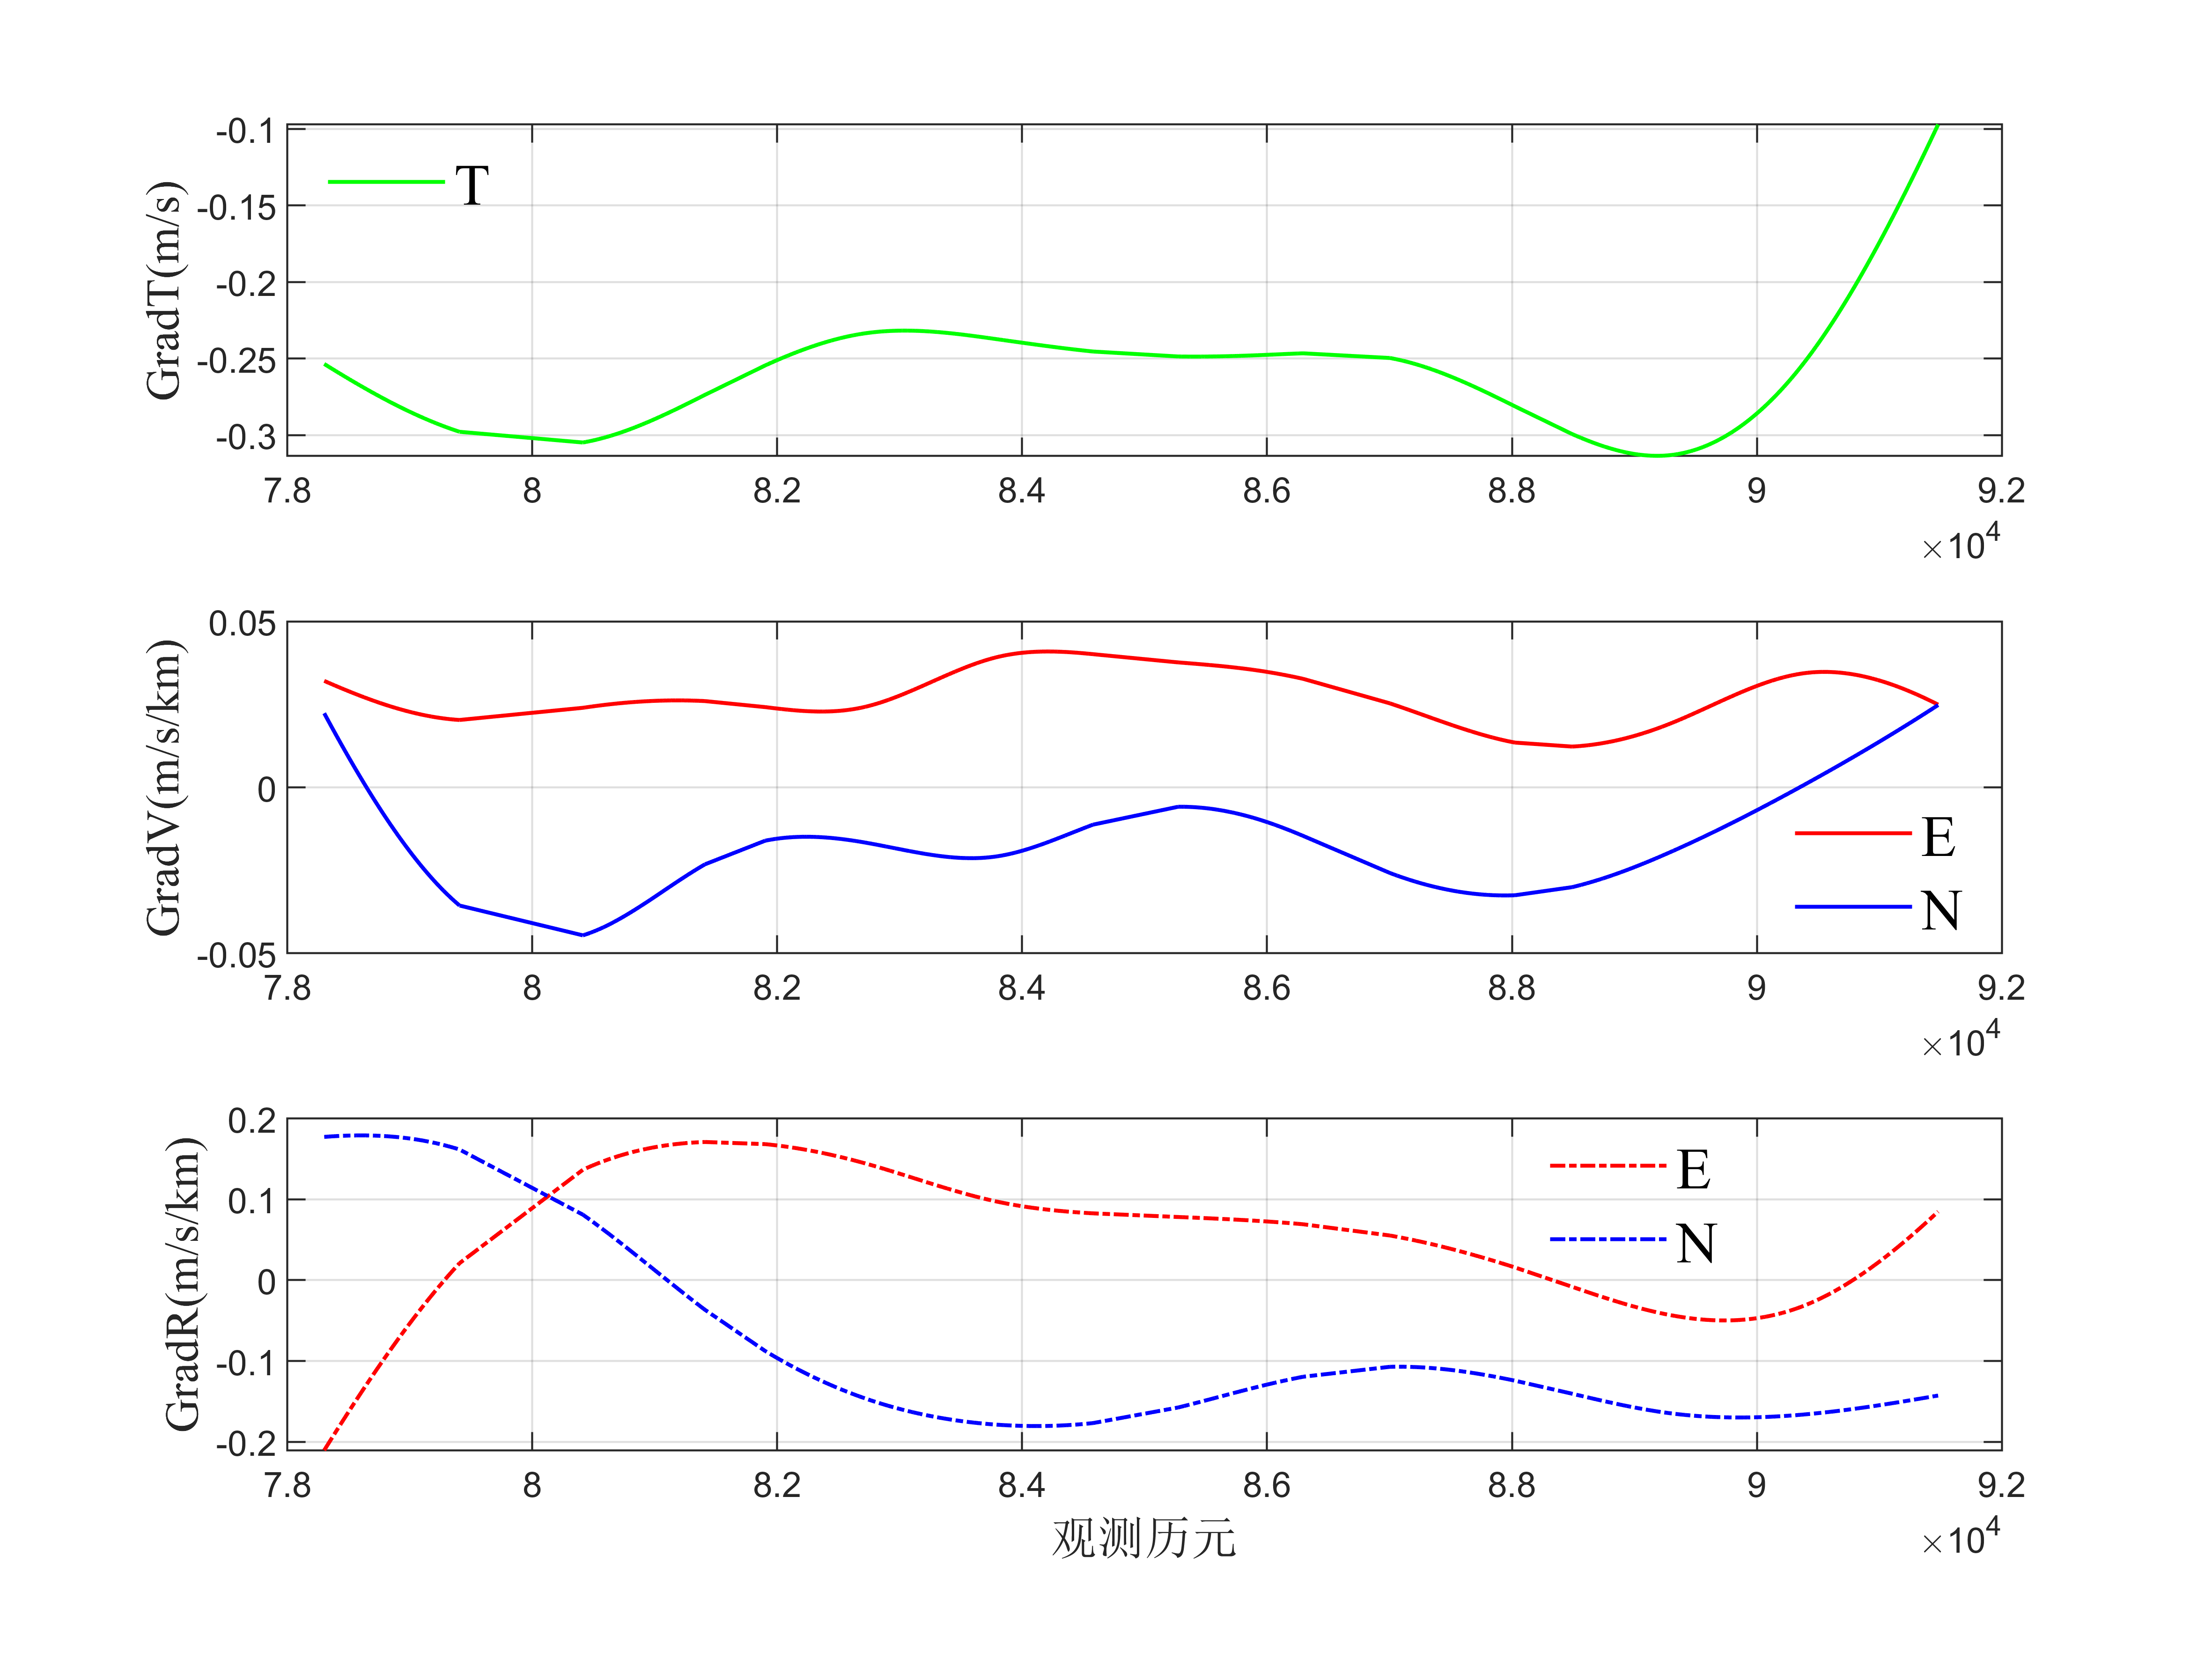 GradT(m/s)
-0.1
-0.15
-0.2
-0.25
-0.3
T
7.8 8 8.2 8.4 8.6 8.8 9 9.2
×10⁴
GradV(m/s/km)
0.05
0
-0.05
E
N
7.8 8 8.2 8.4 8.6 8.8 9 9.2
×10⁴
GradR(m/s/km)
0.2
0.1
0
-0.1
-0.2
E
N
7.8 8 8.2 8.4 8.6 8.8 9 9.2
×10⁴
观测历元